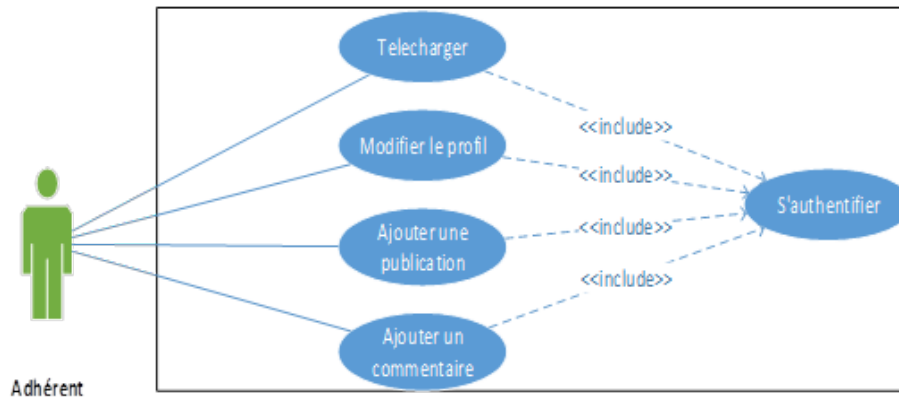 Telecharger
<<include>>
Modifier le profil
<<include>>
S'authentifier
Ajouter une
publication
<<include>>
<<include>>
Ajouter un
commentaire
Adhérent